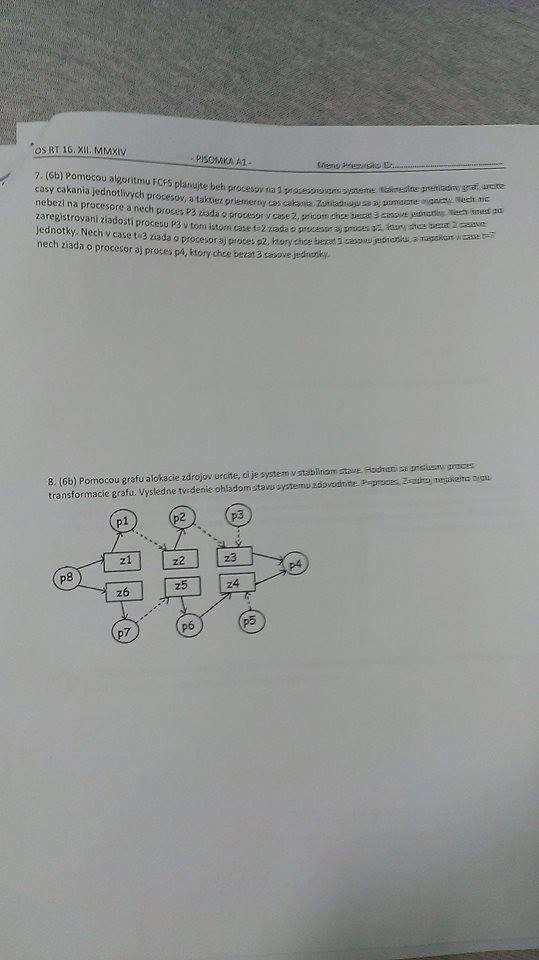 OS RT 16. XII. MMXIV - PISOMKA A1 - Meno Priezvisko ID:
7. (6b) Pomocou algoritmu FCFS planujte beh procesov na 1 procesorovom systeme. Nakreslite prehladny graf, urcite
casy cakania jednotlivych procesov, a taktiez priemerny cas cakania. Zohladnuju sa aj pomocne vypocty. Nech nic
nebezi na procesore a nech proces P3 ziada o procesor v case 2, pricom chce bezat 3 casove jednotky. Nech hned po
zaregistrovani ziadosti procesu P3 v tom istom case t=2 ziada o procesor aj proces p1, ktory chce bezat 2 casove
jednotky. Nech v case t=3 ziada o procesor aj proces p2, ktory chce bezat 1 casovu jednotku, a napokon v case t=7
nech ziada o procesor aj proces p4, ktory chce bezat 3 casove jednotky.
8. (6b) Pomocou grafu alokacie zdrojov urcite, ci je system v stabilnom stave. Hodnoti sa prislusny proces
transformacie grafu. Vysledne tvrdenie ohladom stavu systemu zdovodnite. P=proces, Z=zdroj nejakeho typu
p1 p2 p3
z1 z2 z3 p4
p8 z6 z5 z4
p7 p6 p5